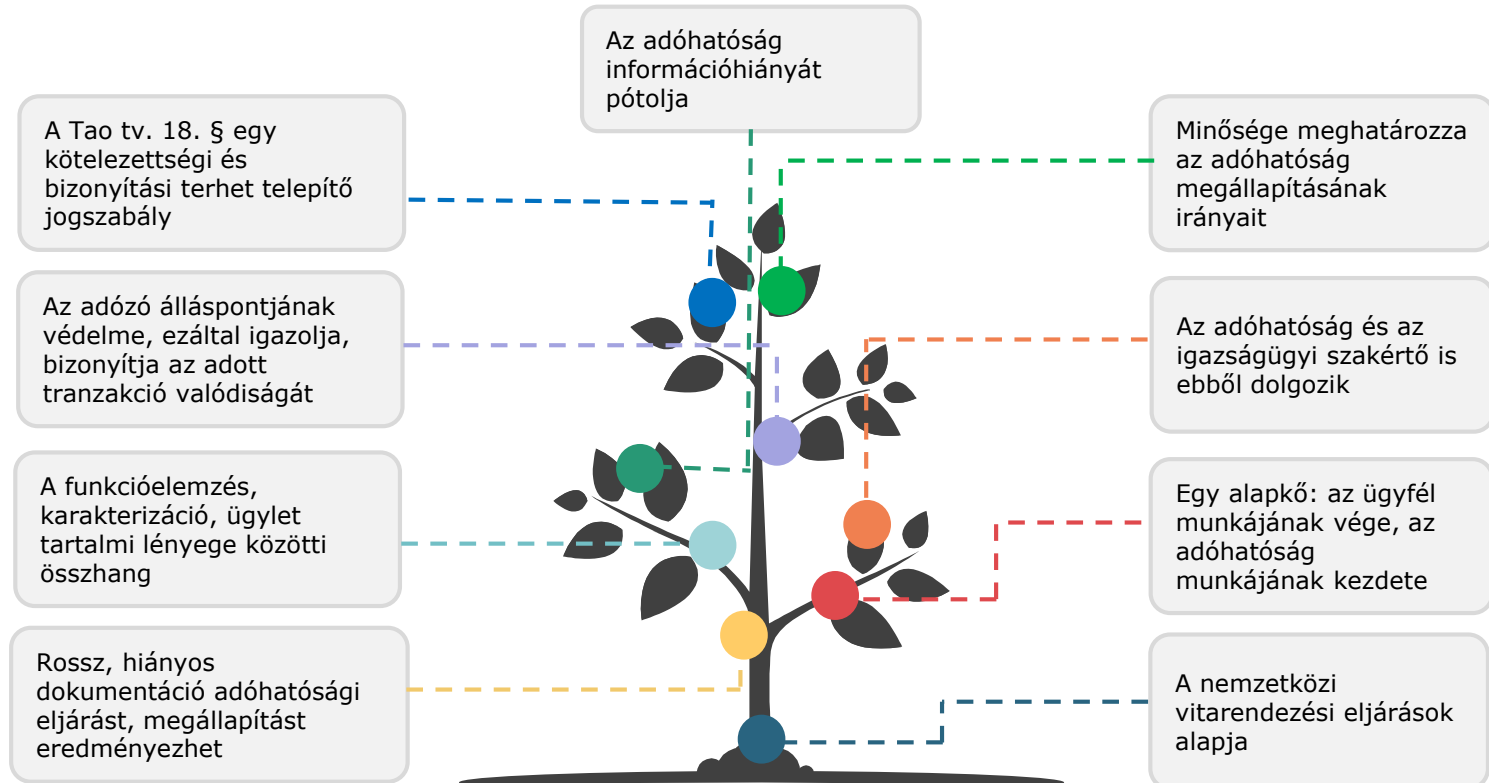 Az adóhatóság
információhiányát
pótolja
A Tao tv. 18. § egy
kötelezettségi és
bizonyítási terhet telepítő
jogszabály
Az adózó álláspontjának
védelme, ezáltal igazolja,
bizonyítja az adott
tranzakció valódiságát
A funkcióelemzés,
karakterizáció, ügylet
tartalmi lényege közötti
összhang
Rossz, hiányos
dokumentáció adóhatósági
eljárást, megállapítást
eredményezhet
Minősége meghatározza
az adóhatóság
megállapításának
irányait
Az adóhatóság és az
igazságügyi szakértő is
ebből dolgozik
Egy alapkő: az ügyfél
munkájának vége, az
adóhatóság
munkájának kezdete
A nemzetközi
vitarendezési eljárások
alapja